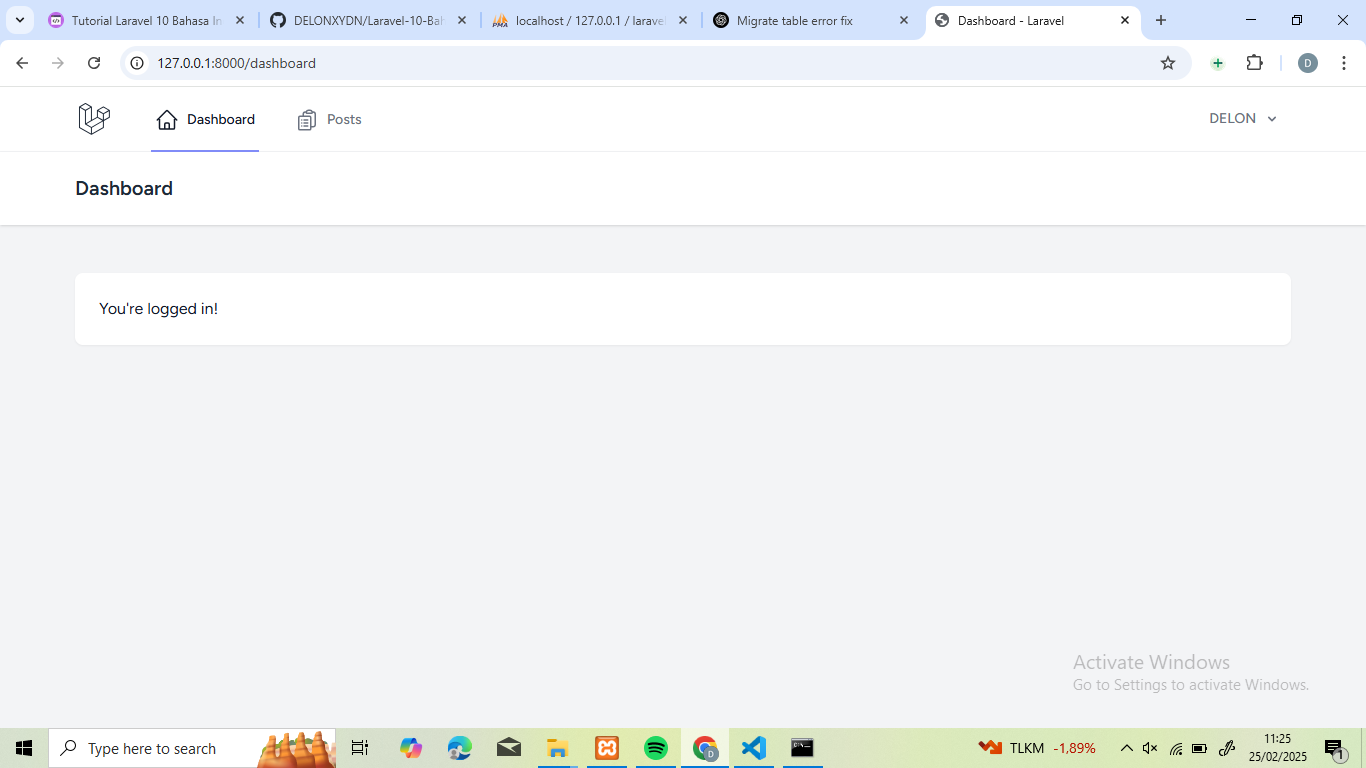 Tutorial Laravel 10 Bahasa In
DELONXYDN/Laravel-10-Bah
localhost / 127.0.0.1 / laravel
Migrate table error fix
Dashboard - Laravel
127.0.0.1:8000/dashboard
D
Dashboard
Posts
DELON
Dashboard
You're logged in!
Activate Windows
Go to Settings to activate Windows.
Type here to search
D
TLKM -1,89%
11:25
25/02/2025
1